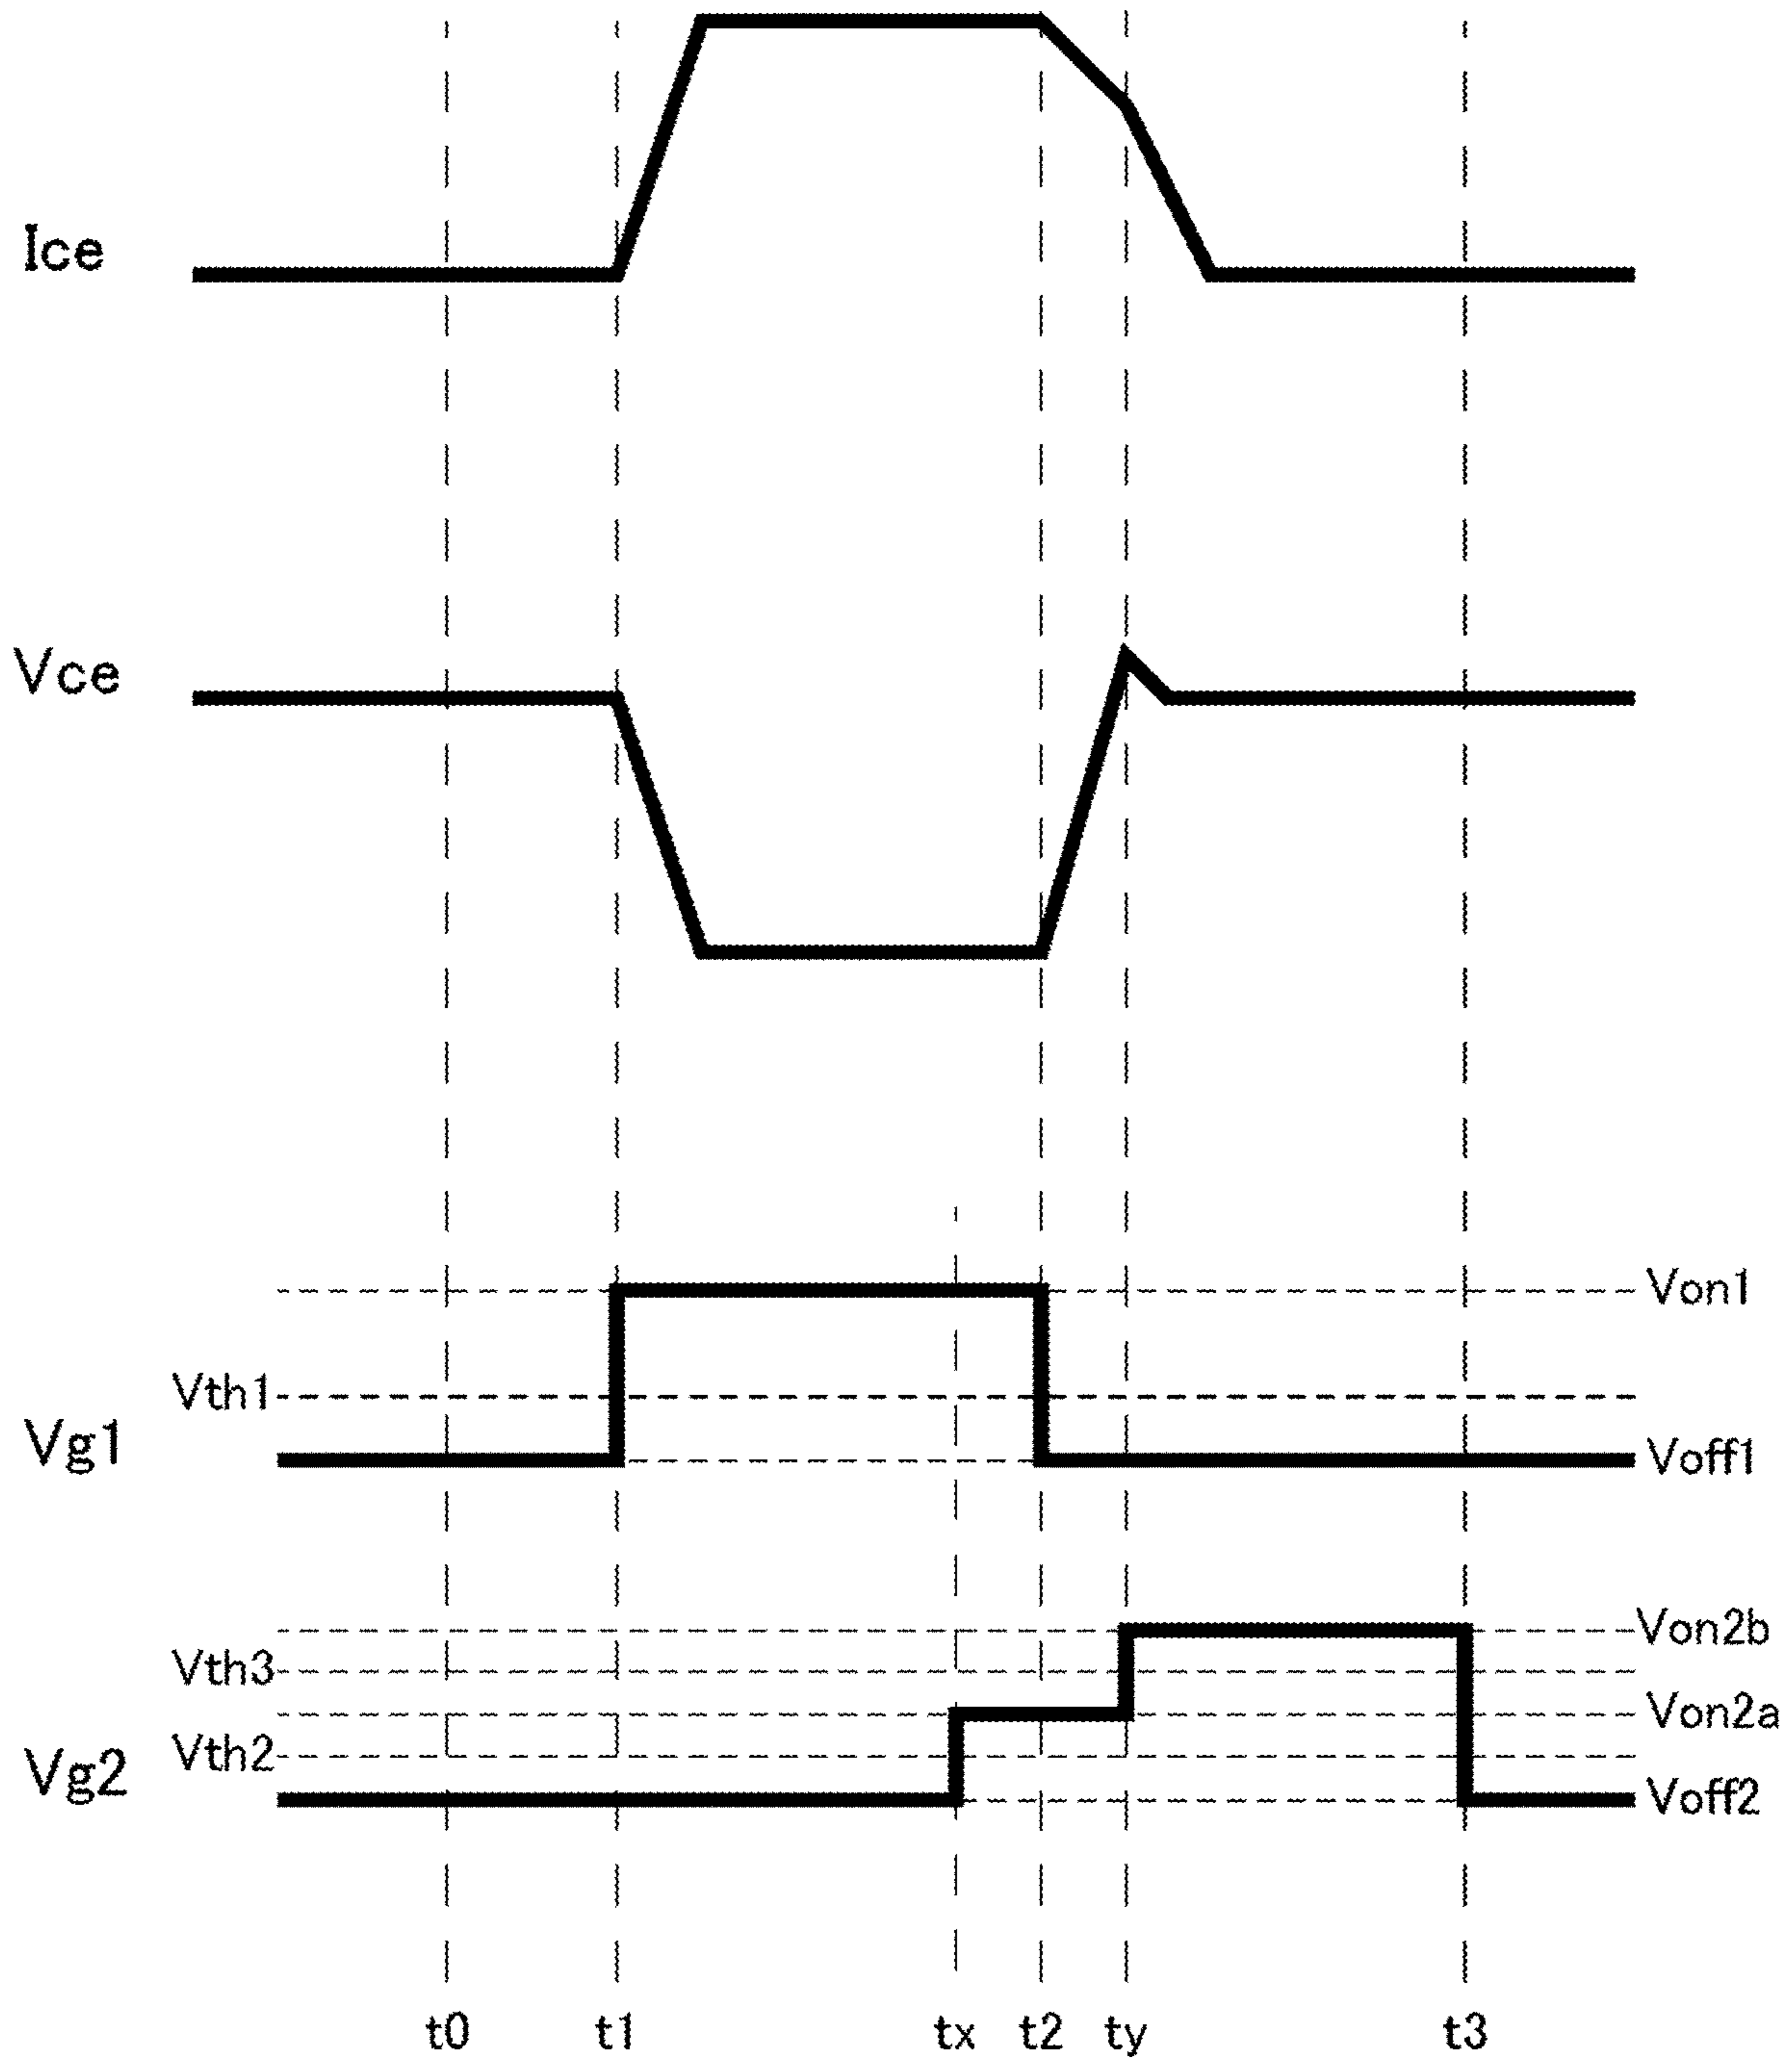 Ice
Vce
Von1
Vth1
Vg1
Voff1
Von2b
Vth3
Von2a
Vth2
Vg2
Voff2
t0 t1 tx t2 ty t3